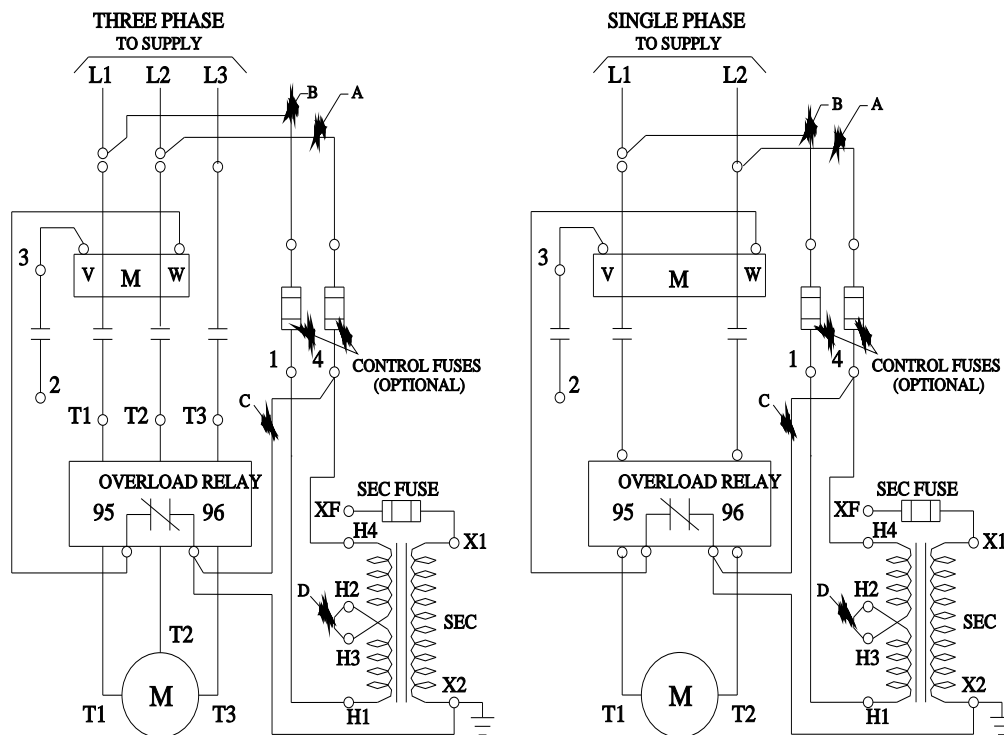 THREE PHASE
TO SUPPLY
L1 L2 L3
B
A
3
V M W
2
1 4
CONTROL FUSES
(OPTIONAL)
C
T1 T2 T3
OVERLOAD RELAY
95 96
SEC FUSE
XF
H4
X1
D
H2
H3
SEC
X2
H1
T2
M
T1 T3
SINGLE PHASE
TO SUPPLY
L1 L2
B
A
3
V M W
2
1 4
CONTROL FUSES
(OPTIONAL)
C
OVERLOAD RELAY
95 96
SEC FUSE
XF
H4
X1
D
H2
H3
SEC
X2
H1
M
T1 T2